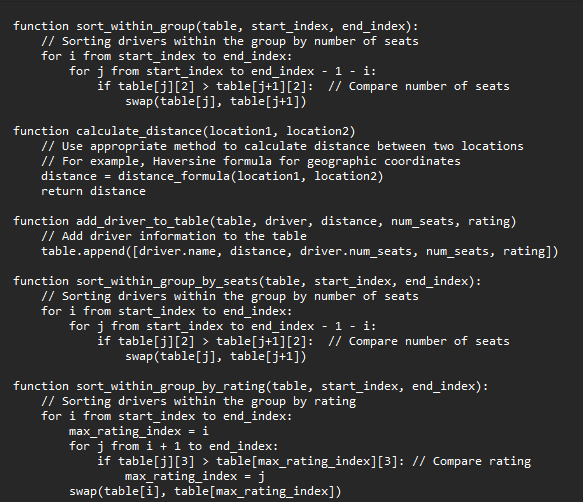 function sort_within_group(table, start_index, end_index):
    // Sorting drivers within the group by number of seats
    for i from start_index to end_index:
        for j from start_index to end_index - 1 - i:
            if table[j][2] > table[j+1][2]:  // Compare number of seats
                swap(table[j], table[j+1])

function calculate_distance(location1, location2)
    // Use appropriate method to calculate distance between two locations
    // For example, Haversine formula for geographic coordinates
    distance = distance_formula(location1, location2)
    return distance

function add_driver_to_table(table, driver, distance, num_seats, rating)
    // Add driver information to the table
    table.append([driver.name, distance, driver.num_seats, num_seats, rating])

function sort_within_group_by_seats(table, start_index, end_index):
    // Sorting drivers within the group by number of seats
    for i from start_index to end_index:
        for j from start_index to end_index - 1 - i:
            if table[j][2] > table[j+1][2]:  // Compare number of seats
                swap(table[j], table[j+1])

function sort_within_group_by_rating(table, start_index, end_index):
    // Sorting drivers within the group by rating
    for i from start_index to end_index:
        max_rating_index = i
        for j from i + 1 to end_index:
            if table[j][3] > table[max_rating_index][3]: // Compare rating
                max_rating_index = j
        swap(table[i], table[max_rating_index])